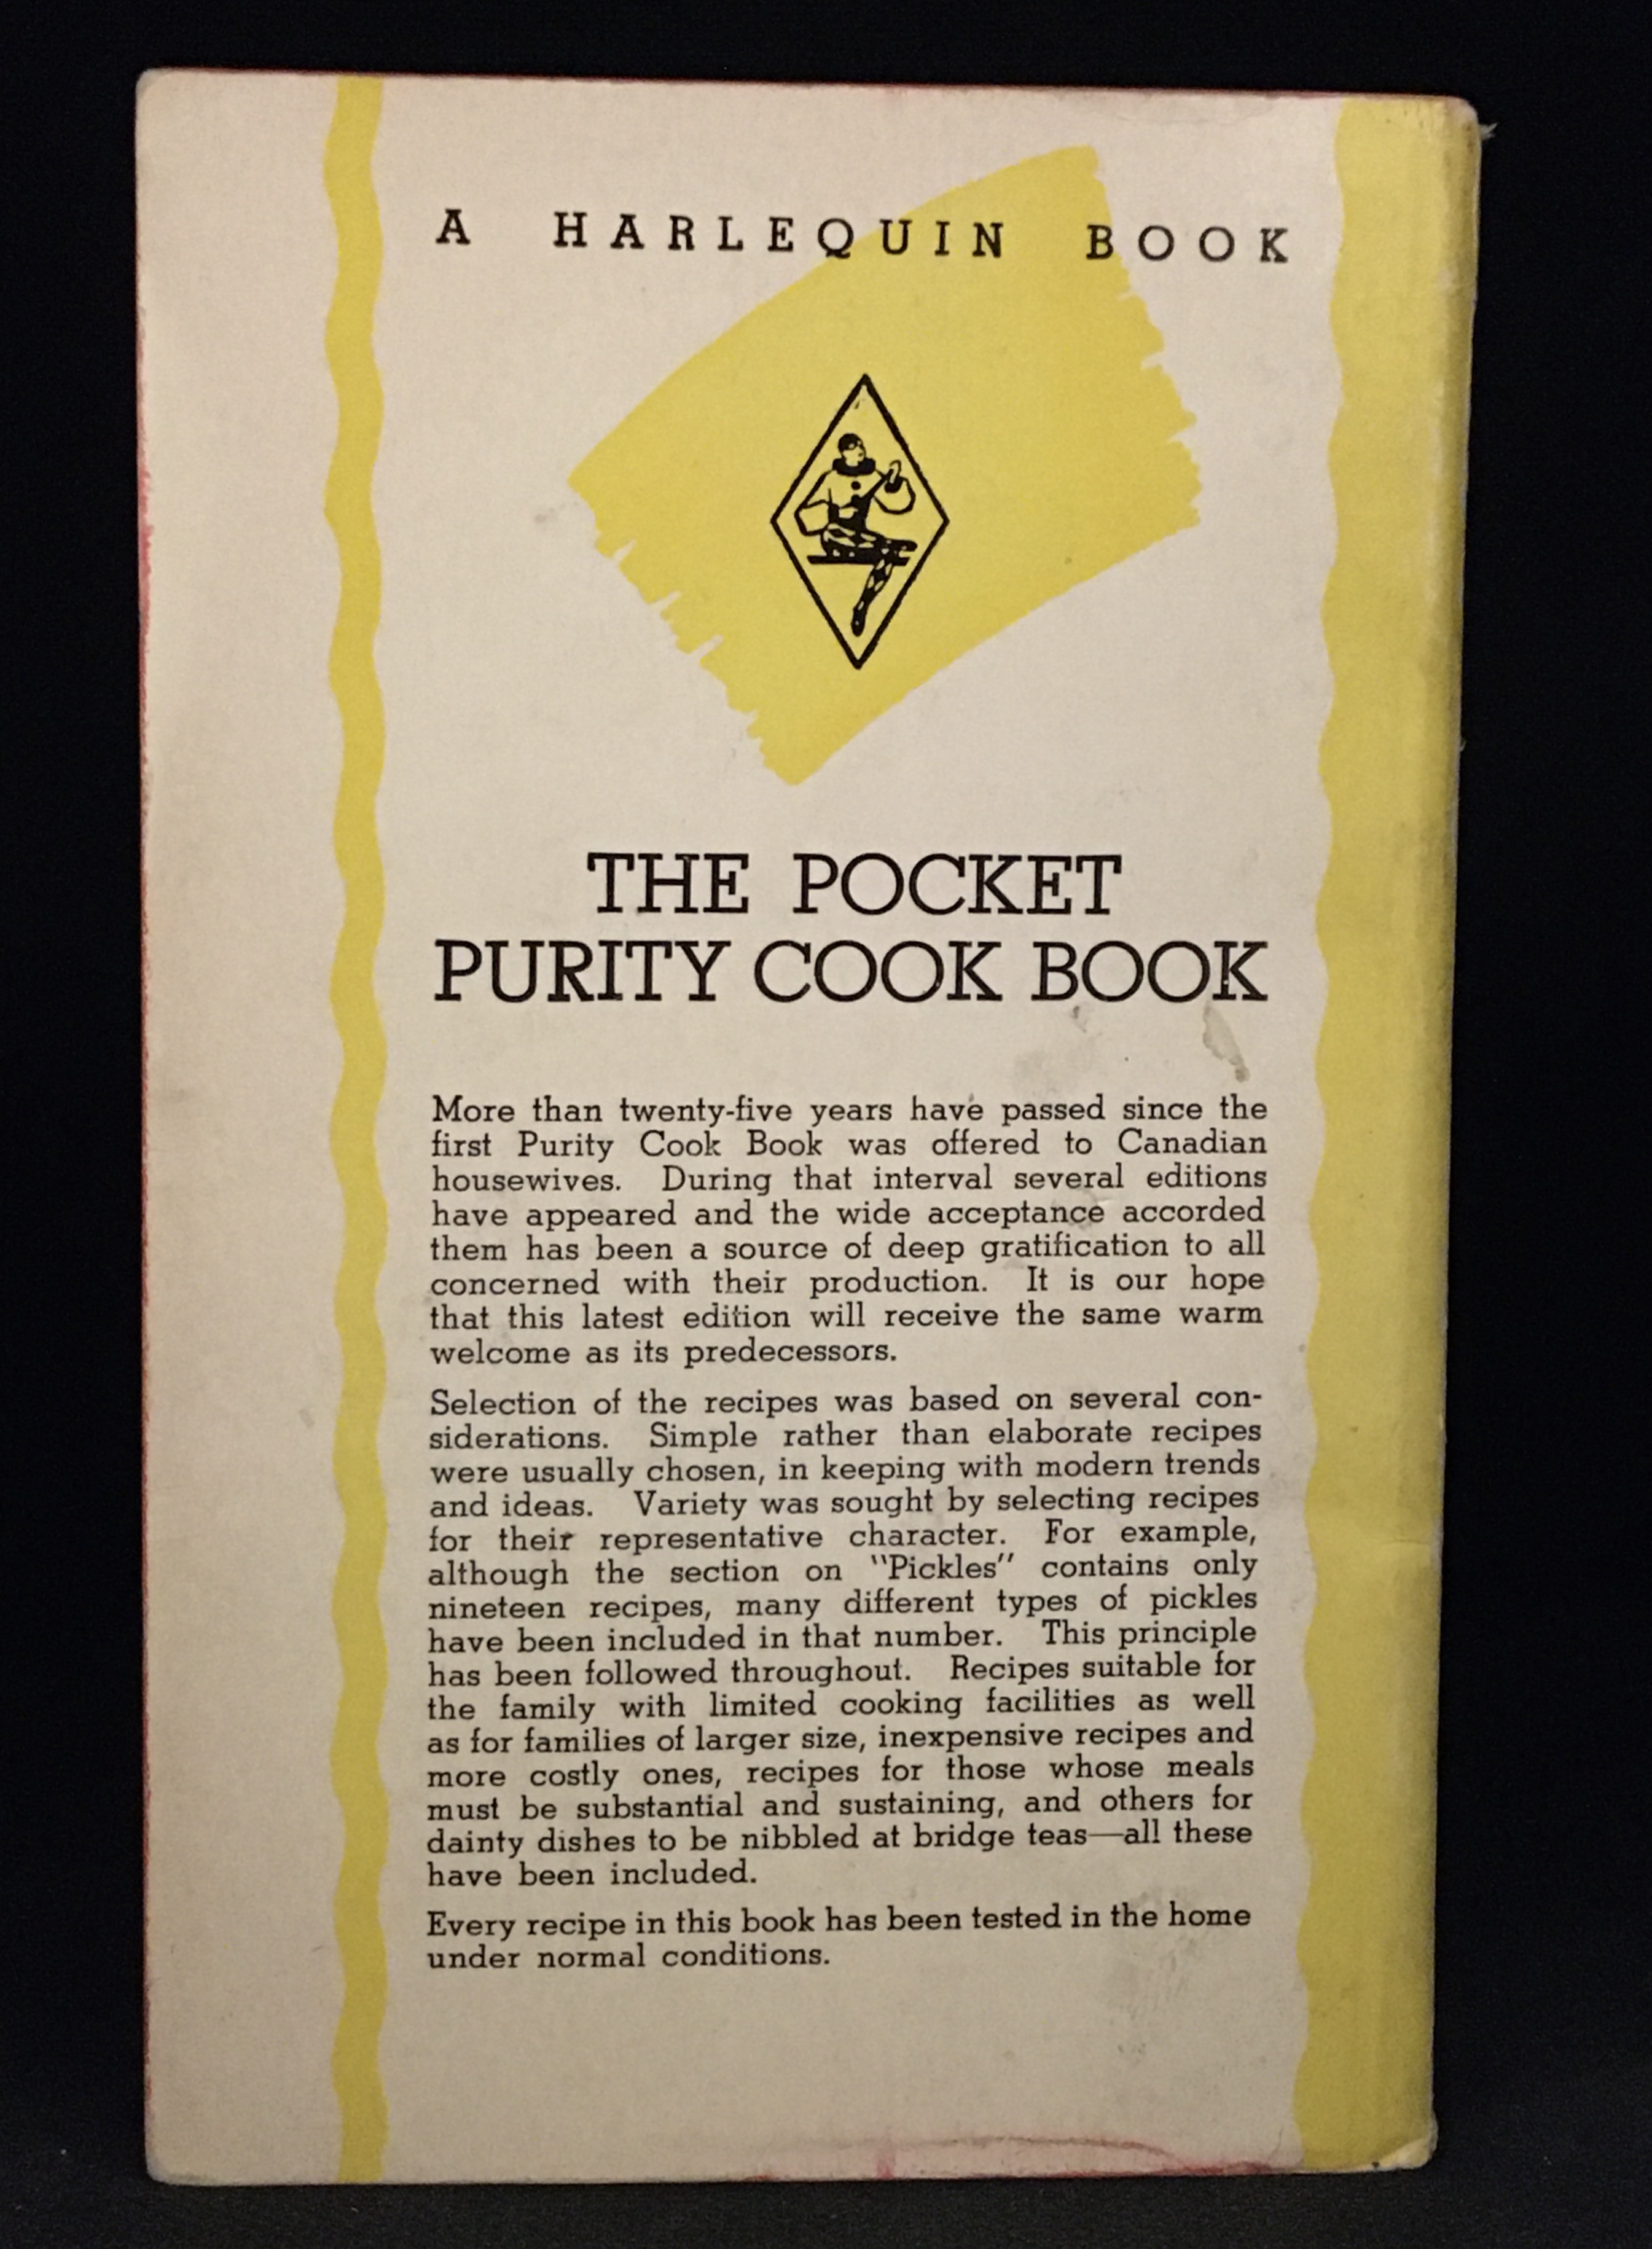 A HARLEQUIN BOOK
THE POCKET
PURITY COOK BOOK
More than twenty-five years have passed since the
first Purity Cook Book was offered to Canadian
housewives. During that interval several editions
have appeared and the wide acceptance accorded
them has been a source of deep gratification to all
concerned with their production. It is our hope
that this latest edition will receive the same warm
welcome as its predecessors.
Selection of the recipes was based on several con-
siderations. Simple rather than elaborate recipes
were usually chosen, in keeping with modern trends
and ideas. Variety was sought by selecting recipes
for their representative character. For example,
although the section on "Pickles" contains only
nineteen recipes, many different types of pickles
have been included in that number. This principle
has been followed throughout. Recipes suitable for
the family with limited cooking facilities as well
as for families of larger size, inexpensive recipes and
more costly ones, recipes for those whose meals
must be substantial and sustaining, and others for
dainty dishes to be nibbled at bridge teas—all these
have been included.
Every recipe in this book has been tested in the home
under normal conditions.